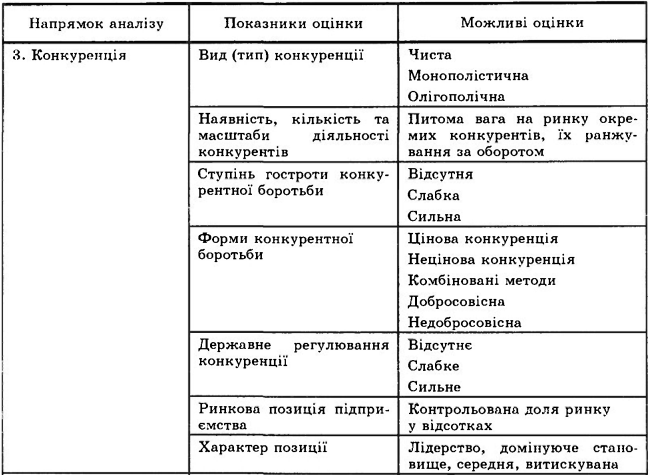 Напрямок аналізу
Показники оцінки
Можливі оцінки
3. Конкуренція
Вид (тип) конкуренції
Чиста
Монополістична
Олігополічна
Наявність, кількість та
масштаби діяльності
конкурентів
Питома вага на ринку окре-
мих конкурентів, їх ранжу-
вання за оборотом
Ступінь гостроти конку-
рентної боротьби
Відсутня
Слабка
Сильна
Форми конкурентної
боротьби
Цінова конкуренція
Нецінова конкуренція
Комбіновані методи
Добросовісна
Недобросовісна
Державне регулювання
конкуренції
Відсутнє
Слабке
Сильне
Ринкова позиція підпри-
ємства
Контрольована доля ринку
у відсотках
Характер позиції
Лідерство, домінуюче стано-
вище, середня, витискувана